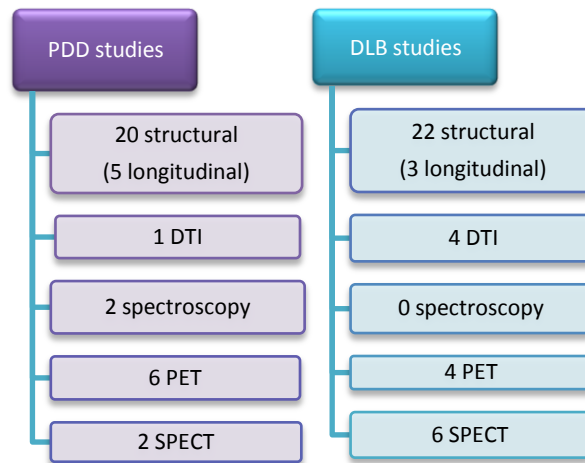 PDD studies
20 structural
(5 longitudinal)
1 DTI
2 spectroscopy
6 PET
2 SPECT
DLB studies
22 structural
(3 longitudinal)
4 DTI
0 spectroscopy
4 PET
6 SPECT